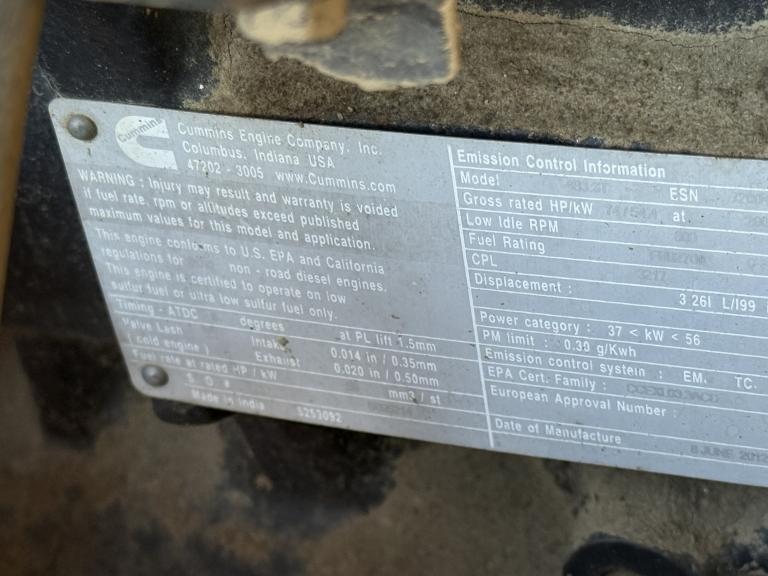 Cummins
Cummins Engine Company, Inc.
Columbus, Indiana USA
47202 - 3005 www.Cummins.com
WARNING : Injury may result and warranty is voided
if fuel rate, rpm or altitudes exceed published
maximum values for this model and application.
This engine conforms to U.S. EPA and California
regulations for non - road diesel engines.
This engine is certified to operate on low
sulfur fuel or ultra low sulfur fuel only.
Timing - ATDC degrees at PL lift 1.5mm
Valve Lash Intake 0.014 in / 0.35mm
( cold engine ) Exhaust 0.020 in / 0.50mm
Fuel rate at rated HP / kW mm3 / st
S. O. #
Made in India 5253092
Emission Control Information
Model ESN
Gross rated HP/kW at
Low Idle RPM
Fuel Rating
CPL
Displacement : 3.26l L/199
Power category : 37 < kW < 56
PM limit : 0.30 g/Kwh
Emission control system : EM. TC.
EPA Cert. Family :
European Approval Number :
Date of Manufacture 8 JUNE 2012